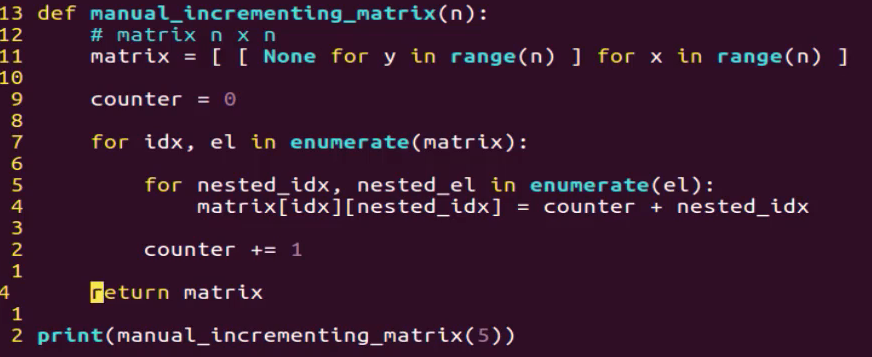 13 def manual_incrementing_matrix(n):
12     # matrix n x n
11     matrix = [ [ None for y in range(n) ] for x in range(n) ]
10
9     counter = 0
8
7     for idx, el in enumerate(matrix):
6
5         for nested_idx, nested_el in enumerate(el):
4             matrix[idx][nested_idx] = counter + nested_idx
3
2         counter += 1
1
4     return matrix
1
2 print(manual_incrementing_matrix(5))